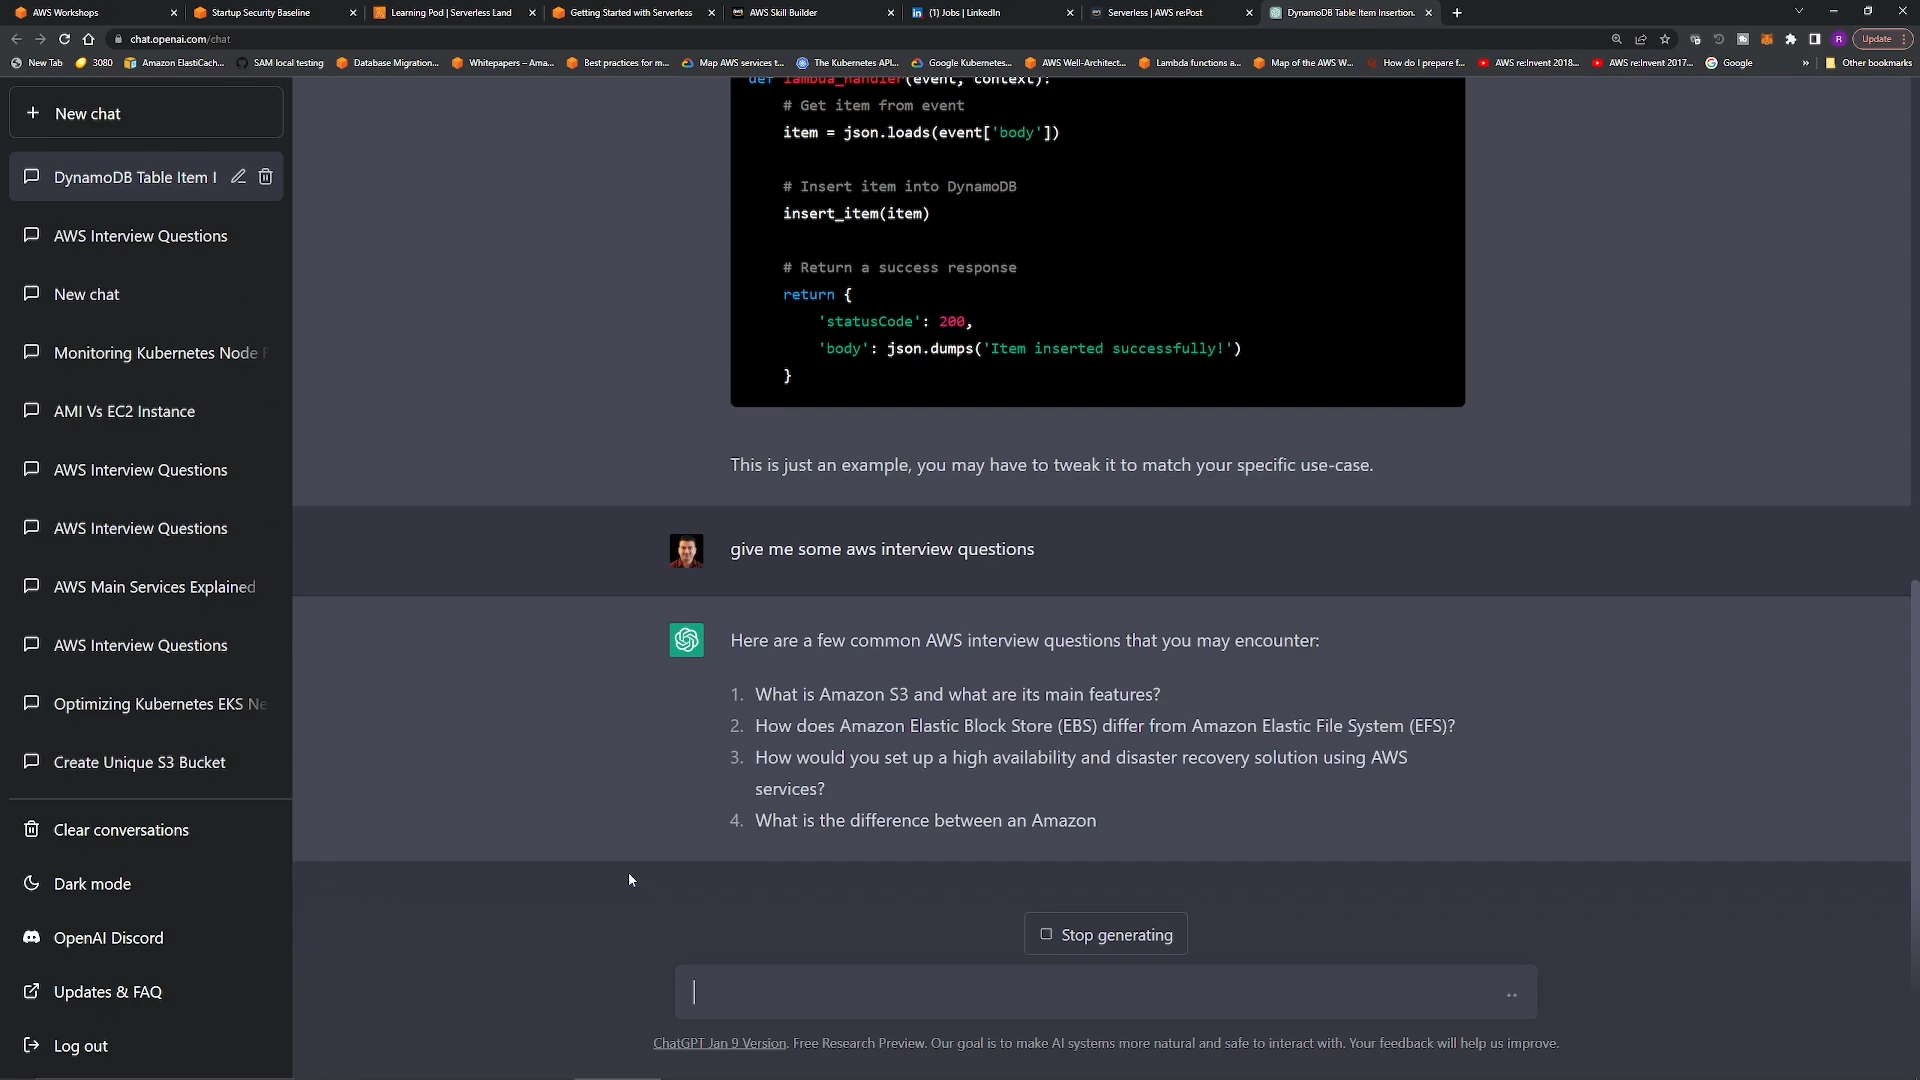 AWS Workshops
Startup Security Baseline
Learning Pod | Serverless Land
Getting Started with Serverless
AWS Skill Builder
(1) Jobs | LinkedIn
Serverless | AWS re:Post
DynamoDB Table Item Insertion.
chat.openai.com/chat
R
Update
New Tab
3080
Amazon ElastiCach...
SAM local testing
Database Migration...
Whitepapers – Ama...
Best practices for m...
Map AWS services t...
The Kubernetes API...
Google Kubernetes...
AWS Well-Architect...
Lambda functions a...
Map of the AWS W...
How do I prepare f...
AWS re:Invent 2018...
AWS re:Invent 2017...
Google
»
Other bookmarks
New chat
DynamoDB Table Item I
AWS Interview Questions
New chat
Monitoring Kubernetes Node
AMI Vs EC2 Instance
AWS Interview Questions
AWS Interview Questions
AWS Main Services Explained
AWS Interview Questions
Optimizing Kubernetes EKS Ne
Create Unique S3 Bucket
Clear conversations
Dark mode
OpenAI Discord
Updates & FAQ
Log out
def lambda_handler(event, context):
# Get item from event
item = json.loads(event['body'])
# Insert item into DynamoDB
insert_item(item)
# Return a success response
return {
'statusCode': 200,
'body': json.dumps('Item inserted successfully!')
}
This is just an example, you may have to tweak it to match your specific use-case.
give me some aws interview questions
Here are a few common AWS interview questions that you may encounter:
1. What is Amazon S3 and what are its main features?
2. How does Amazon Elastic Block Store (EBS) differ from Amazon Elastic File System (EFS)?
3. How would you set up a high availability and disaster recovery solution using AWS
services?
4. What is the difference between an Amazon
Stop generating
ChatGPT Jan 9 Version. Free Research Preview. Our goal is to make AI systems more natural and safe to interact with. Your feedback will help us improve.